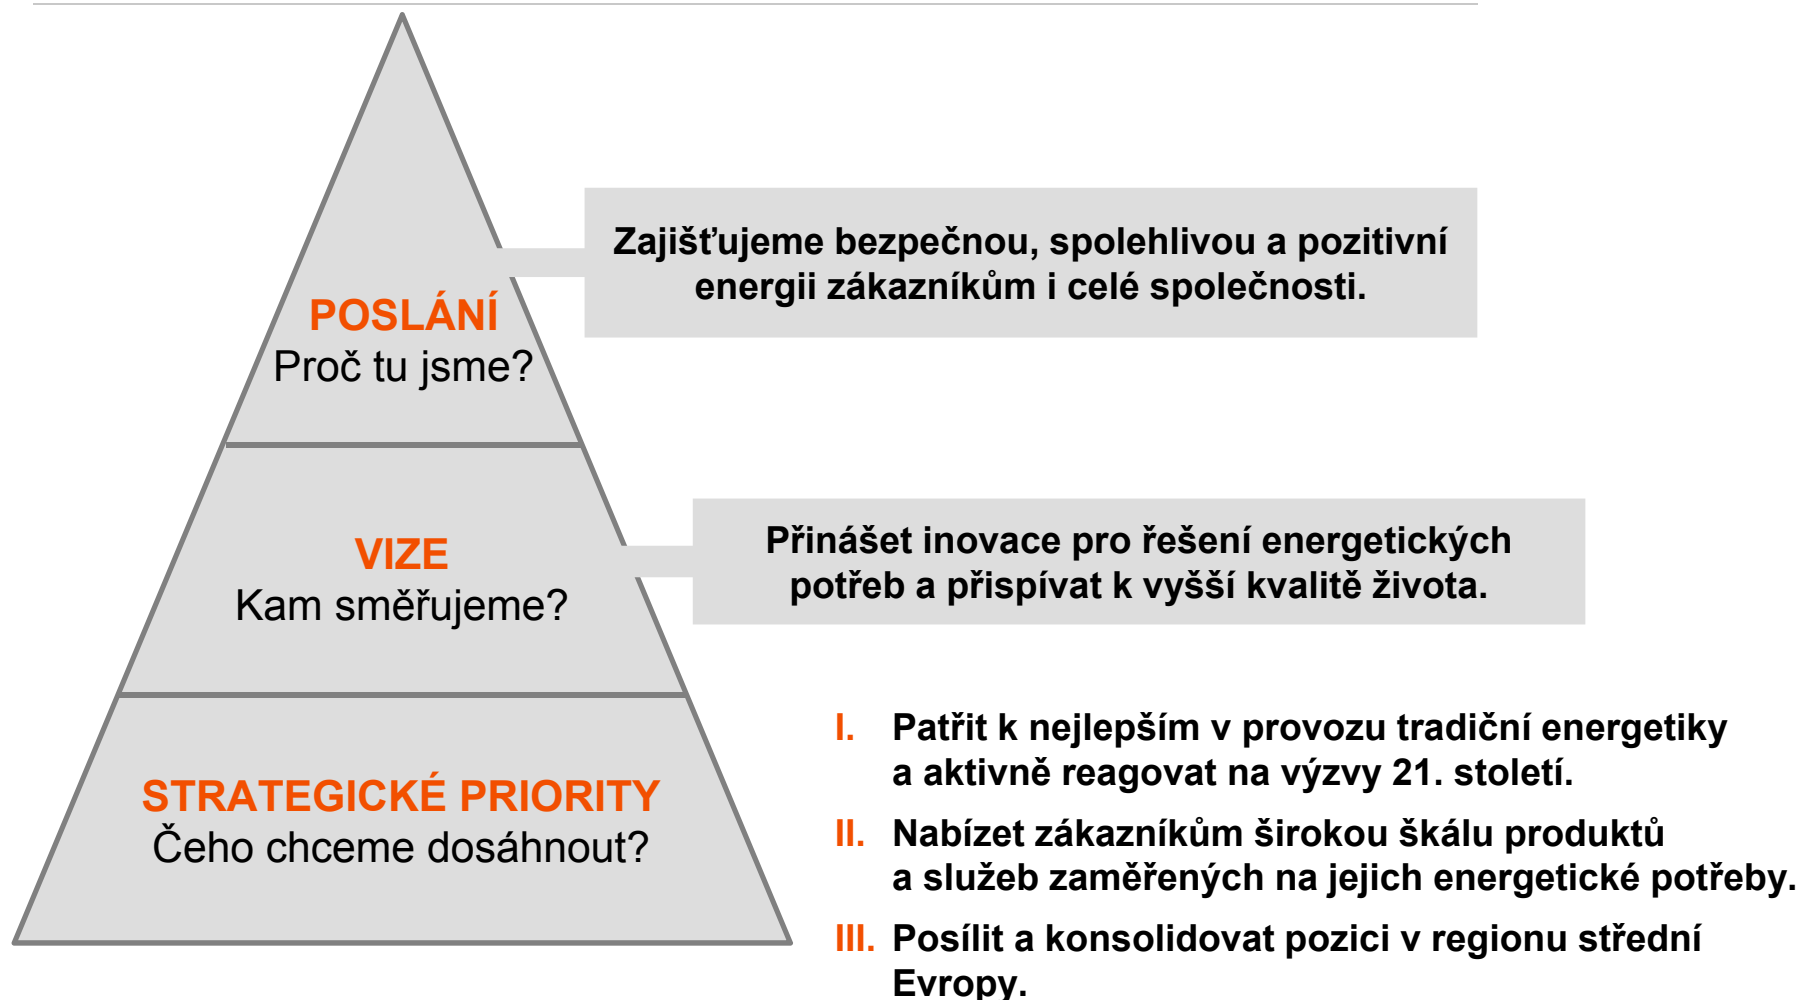 Zajišťujeme bezpečnou, spolehlivou a pozitivní
energii zákazníkům i celé společnosti.
POSLÁNÍ
Proč tu jsme?
Přinášet inovace pro řešení energetických
potřeb a přispívat k vyšší kvalitě života.
VIZE
Kam směřujeme?
STRATEGICKÉ PRIORITY
Čeho chceme dosáhnout?
I. Patřit k nejlepším v provozu tradiční energetiky
a aktivně reagovat na výzvy 21. století.
II. Nabízet zákazníkům širokou škálu produktů
a služeb zaměřených na jejich energetické potřeby.
III. Posílit a konsolidovat pozici v regionu střední
Evropy.